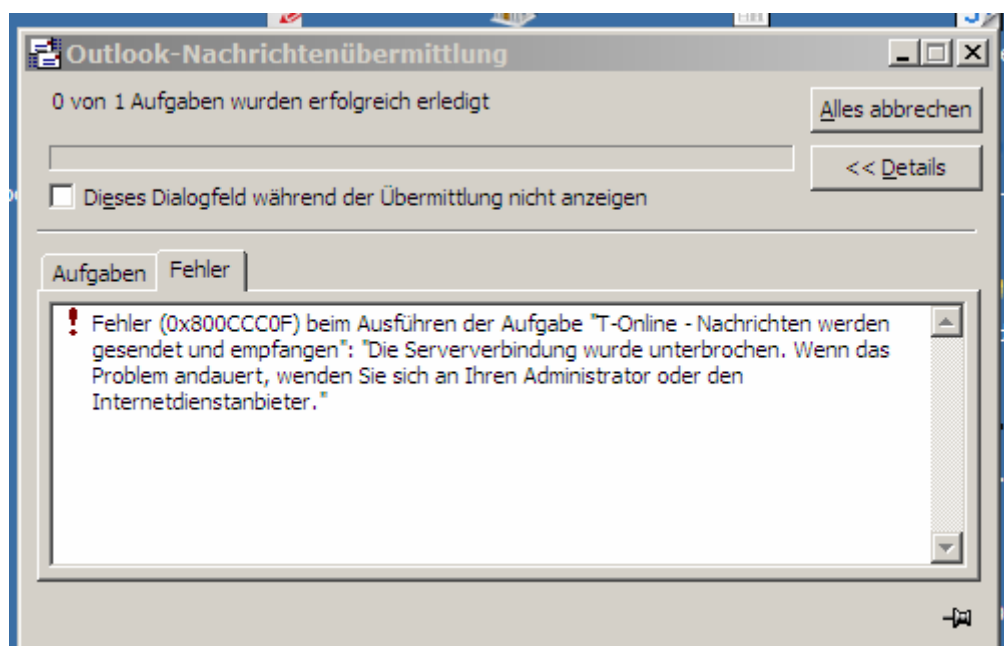 Outlook-Nachrichtenübermittlung
0 von 1 Aufgaben wurden erfolgreich erledigt
Alles abbrechen
<< Details
Dieses Dialogfeld während der Übermittlung nicht anzeigen
Aufgaben Fehler
Fehler (0x800CCC0F) beim Ausführen der Aufgabe "T-Online - Nachrichten werden
gesendet und empfangen": "Die Serververbindung wurde unterbrochen. Wenn das
Problem andauert, wenden Sie sich an Ihren Administrator oder den
Internetdienstanbieter."